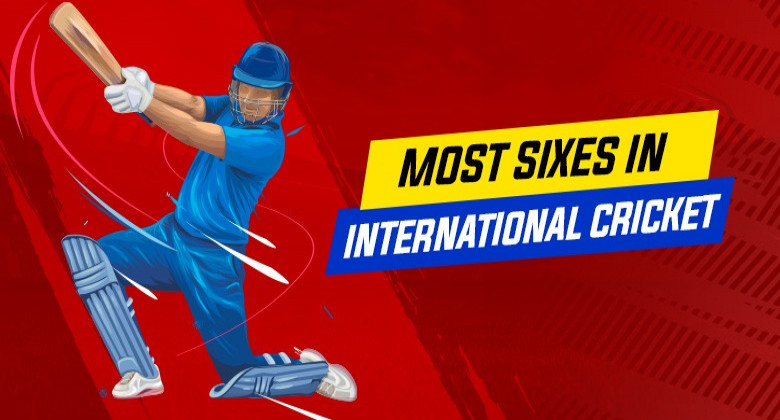 MOST SIXES IN
INTERNATIONAL CRICKET